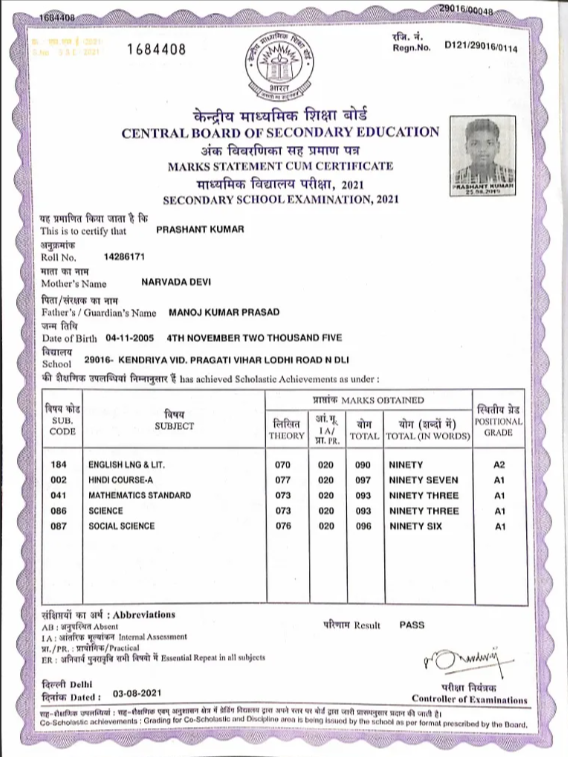 1684408
29016/00048
1684408
रजि. नं.
Regn.No. D121/29016/0114
भारत
केन्द्रीय माध्यमिक शिक्षा बोर्ड
CENTRAL BOARD OF SECONDARY EDUCATION
अंक विवरणिका सह प्रमाण पत्र
MARKS STATEMENT CUM CERTIFICATE
माध्यमिक विद्यालय परीक्षा, 2021
SECONDARY SCHOOL EXAMINATION, 2021
PRASHANT KUMAR
यह प्रमाणित किया जाता है कि
This is to certify that PRASHANT KUMAR
अनुक्रमांक
Roll No. 14286171
माता का नाम
Mother's Name NARVADA DEVI
पिता/संरक्षक का नाम
Father's / Guardian's Name MANOJ KUMAR PRASAD
जन्म तिथि
Date of Birth 04-11-2005 4TH NOVEMBER TWO THOUSAND FIVE
विद्यालय
School 29016- KENDRIYA VID. PRAGATI VIHAR LODHI ROAD N DLI
की शैक्षणिक उपलब्धियां निम्नानुसार हैं has achieved Scholastic Achievements as under :
विषय कोड SUB. CODE विषय SUBJECT प्राप्तांक MARKS OBTAINED स्थितीय ग्रेड POSITIONAL GRADE
लिखित THEORY आं.मू. I A/ प्रा. PR. योग TOTAL योग (शब्दों में) TOTAL (IN WORDS)
184 ENGLISH LNG & LIT. 070 020 090 NINETY A2
002 HINDI COURSE-A 077 020 097 NINETY SEVEN A1
041 MATHEMATICS STANDARD 073 020 093 NINETY THREE A1
086 SCIENCE 073 020 093 NINETY THREE A1
087 SOCIAL SCIENCE 076 020 096 NINETY SIX A1
संक्षिप्तियों का अर्थ : Abbreviations
AB : अनुपस्थित Absent
I A : आंतरिक मूल्यांकन Internal Assessment
प्रा./PR. : प्रायोगिक/Practical
ER : अनिवार्य पुनरावृत्ति सभी विषयों में Essential Repeat in all subjects
परिणाम Result PASS
दिल्ली Delhi
दिनांक Dated : 03-08-2021
परीक्षा नियंत्रक
Controller of Examinations
सह-शैक्षणिक उपलब्धियां : सह-शैक्षणिक एवम् अनुशासन क्षेत्र में ग्रेडिंग विद्यालय द्वारा अपने स्तर पर बोर्ड द्वारा जारी प्रारूपानुसार प्रदान की जाती है।
Co-Scholastic achievements : Grading for Co-Scholastic and Discipline area is being issued by the school as per format prescribed by the Board.